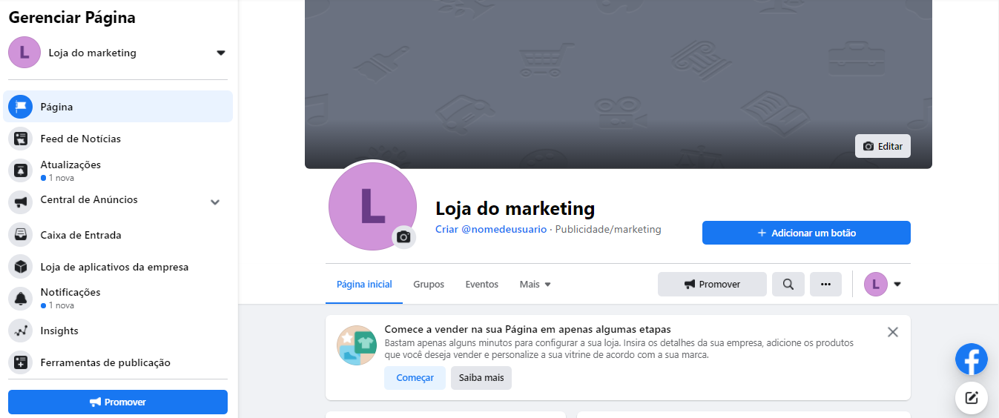 Gerenciar Página
L
Loja do marketing
Página
Feed de Notícias
Atualizações
1 nova
Central de Anúncios
Caixa de Entrada
Loja de aplicativos da empresa
Notificações
1 nova
Insights
Ferramentas de publicação
Promover
Editar
L
Loja do marketing
Criar @nomedeusuario · Publicidade/marketing
+ Adicionar um botão
Página inicial
Grupos
Eventos
Mais
Promover
L
Comece a vender na sua Página em apenas algumas etapas
Bastam apenas alguns minutos para configurar a sua loja. Insira os detalhes da sua empresa, adicione os produtos
que você deseja vender e personalize a sua vitrine de acordo com a sua marca.
Começar
Saiba mais